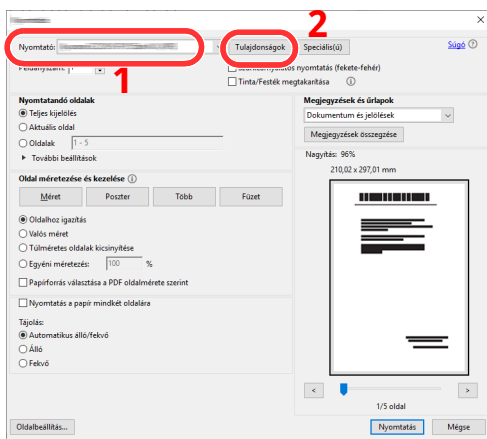 2
Nyomtató:
Tulajdonságok
Speciális(ú)
Súgó
1
nyomtatás (fekete-fehér)
Tinta/Festék megtakarítása
Nyomtatandó oldalak
Teljes kijelölés
Aktuális oldal
Oldalak
1 - 5
További beállítások
Megjegyzések és űrlapok
Dokumentum és jelölések
Megjegyzések összegzése
Oldal méretezése és kezelése
Méret
Poszter
Több
Füzet
Oldalhoz igazítás
Valós méret
Túlméretes oldalak kicsinyítése
Egyéni méretezés:
100
%
Papírforrás választása a PDF oldalmérete szerint
Nyomtatás a papír mindkét oldalára
Tájolás:
Automatikus álló/fekvő
Álló
Fekvő
Nagyítás: 96%
210,02 x 297,01 mm
<
>
1/5 oldal
Oldalbeállítás...
Nyomtatás
Mégse